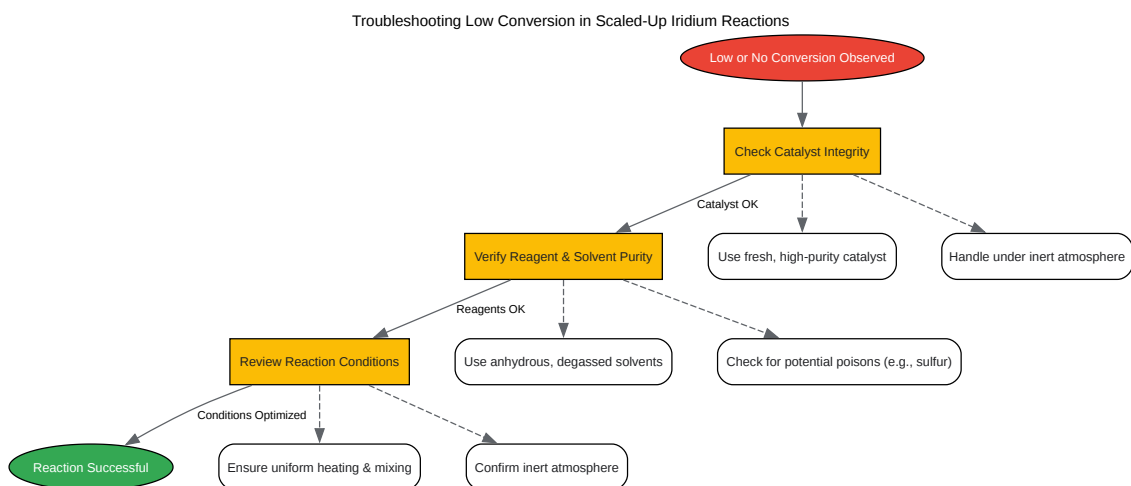 Troubleshooting Low Conversion in Scaled-Up Iridium Reactions
Low or No Conversion Observed
Check Catalyst Integrity
Catalyst OK
Verify Reagent & Solvent Purity
Use fresh, high-purity catalyst
Handle under inert atmosphere
Reagents OK
Review Reaction Conditions
Use anhydrous, degassed solvents
Check for potential poisons (e.g., sulfur)
Conditions Optimized
Reaction Successful
Ensure uniform heating & mixing
Confirm inert atmosphere